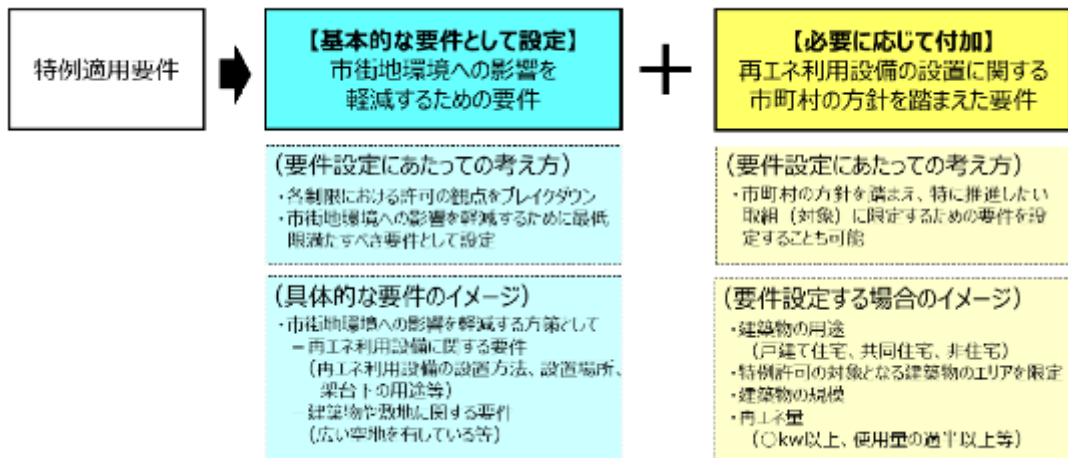 特例適用要件
【基本的な要件として設定】
市街地環境への影響を
軽減するための要件
＋
【必要に応じて付加】
再エネ利用設備の設置に関する
市町村の方針を踏まえた要件
（要件設定にあたっての考え方）
・各制限における許可の観点をブレイクダウン
・市街地環境への影響を軽減するために最低
限満たすべき要件として設定
（具体的な要件のイメージ）
・市街地環境への影響を軽減する方策として
－再エネ利用設備に関する要件
（再エネ利用設備の設置方法、設置場所、
架台下の用途等）
－建築物や敷地に関する要件
（広い空地を有している等）
（要件設定にあたっての考え方）
・市町村の方針を踏まえ、特に推進したい
取組（対象）に限定するための要件を設
定することも可能
（要件設定する場合のイメージ）
・建築物の用途
（戸建て住宅、共同住宅、非住宅）
・特例許可の対象となる建築物のエリアを限定
・建築物の規模
・再エネ量
（○kw以上、使用量の過半以上等）